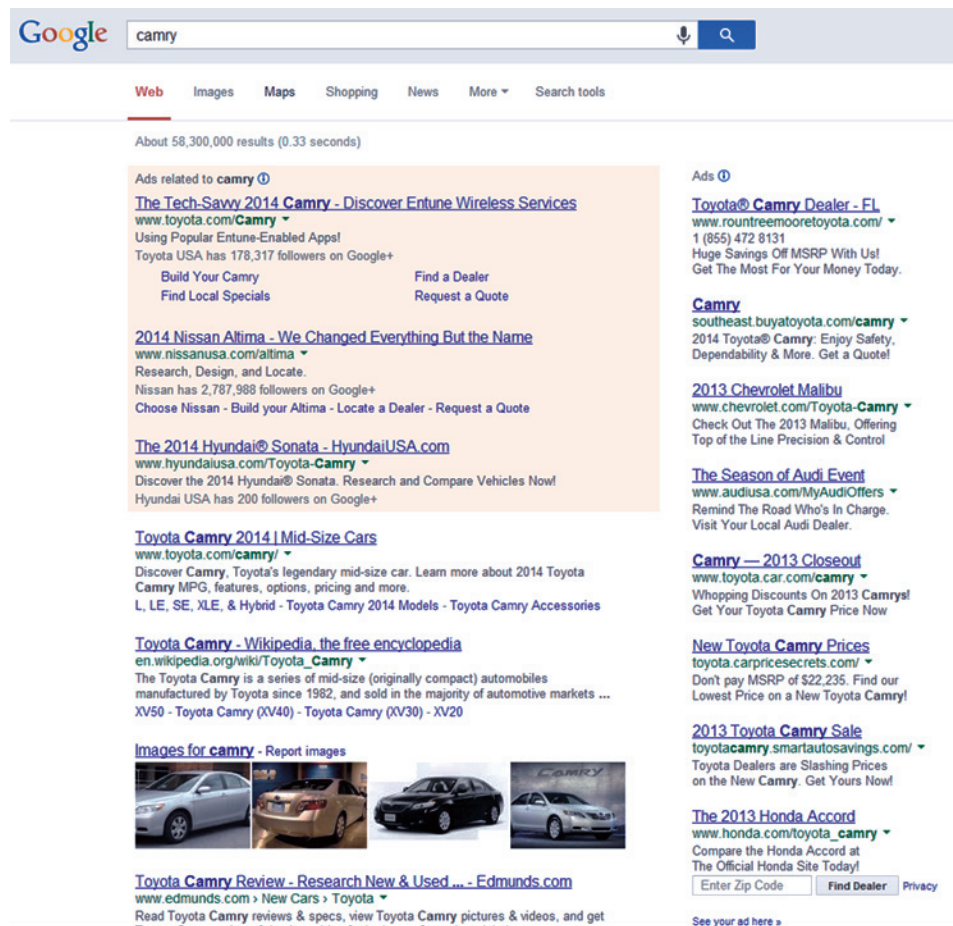 Google
camry
Web Images Maps Shopping News More Search tools
About 58,300,000 results (0.33 seconds)
Ads related to camry
The Tech-Savvy 2014 Camry - Discover Entune Wireless Services
www.toyota.com/Camry
Using Popular Entune-Enabled Apps!
Toyota USA has 178,317 followers on Google+
Build Your Camry Find a Dealer
Find Local Specials Request a Quote
2014 Nissan Altima - We Changed Everything But the Name
www.nissanusa.com/altima
Research, Design, and Locate.
Nissan has 2,787,988 followers on Google+
Choose Nissan - Build your Altima - Locate a Dealer - Request a Quote
The 2014 Hyundai® Sonata - HyundaiUSA.com
www.hyundaiusa.com/Toyota-Camry
Discover the 2014 Hyundai® Sonata. Research and Compare Vehicles Now!
Hyundai USA has 200 followers on Google+
Toyota Camry 2014 | Mid-Size Cars
www.toyota.com/camry/
Discover Camry, Toyota's legendary mid-size car. Learn more about 2014 Toyota
Camry MPG, features, options, pricing and more.
L, LE, SE, XLE, & Hybrid - Toyota Camry 2014 Models - Toyota Camry Accessories
Toyota Camry - Wikipedia, the free encyclopedia
en.wikipedia.org/wiki/Toyota_Camry
The Toyota Camry is a series of mid-size (originally compact) automobiles
manufactured by Toyota since 1982, and sold in the majority of automotive markets ...
XV50 - Toyota Camry (XV40) - Toyota Camry (XV30) - XV20
Images for camry - Report images
CAMRY
Toyota Camry Review - Research New & Used ... - Edmunds.com
www.edmunds.com › New Cars › Toyota
Read Toyota Camry reviews & specs, view Toyota Camry pictures & videos, and get
Ads
Toyota® Camry Dealer - FL
www.rountreemooretoyota.com/
1 (855) 472 8131
Huge Savings Off MSRP With Us!
Get The Most For Your Money Today.
Camry
southeast.buyatoyota.com/camry
2014 Toyota® Camry: Enjoy Safety,
Dependability & More. Get a Quote!
2013 Chevrolet Malibu
www.chevrolet.com/Toyota-Camry
Check Out The 2013 Malibu, Offering
Top of the Line Precision & Control
The Season of Audi Event
www.audiusa.com/MyAudiOffers
Remind The Road Who's In Charge.
Visit Your Local Audi Dealer.
Camry — 2013 Closeout
www.toyota.car.com/camry
Whopping Discounts On 2013 Camrys!
Get Your Toyota Camry Price Now
New Toyota Camry Prices
toyota.carpricesecrets.com/
Don't pay MSRP of $22,235. Find our
Lowest Price on a New Toyota Camry!
2013 Toyota Camry Sale
toyotacamry.smartautosavings.com/
Toyota Dealers are Slashing Prices
on the New Camry. Get Yours Now!
The 2013 Honda Accord
www.honda.com/toyota_camry
Compare the Honda Accord at
The Official Honda Site Today!
Enter Zip Code Find Dealer Privacy
See your ad here »